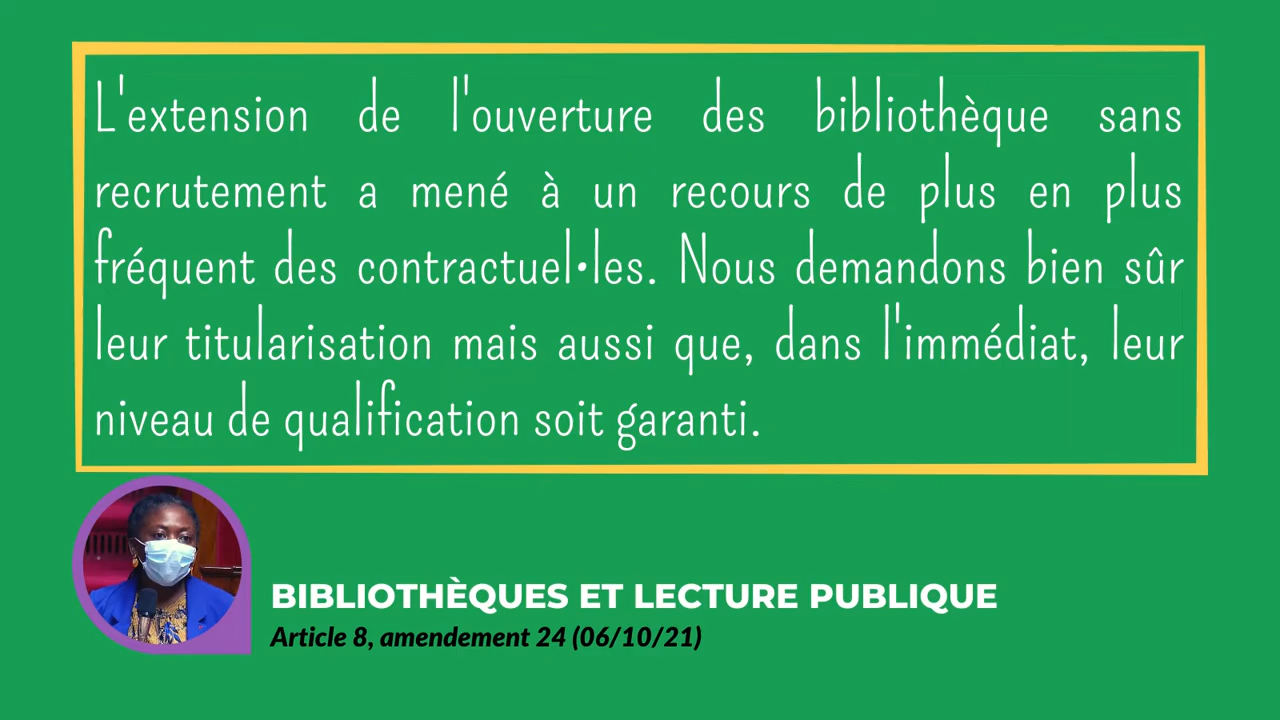 L'extension de l'ouverture des bibliothèque sans
recrutement a mené à un recours de plus en plus
fréquent des contractuel•les. Nous demandons bien sûr
leur titularisation mais aussi que, dans l'immédiat, leur
niveau de qualification soit garanti.
BIBLIOTHÈQUES ET LECTURE PUBLIQUE
Article 8, amendement 24 (06/10/21)